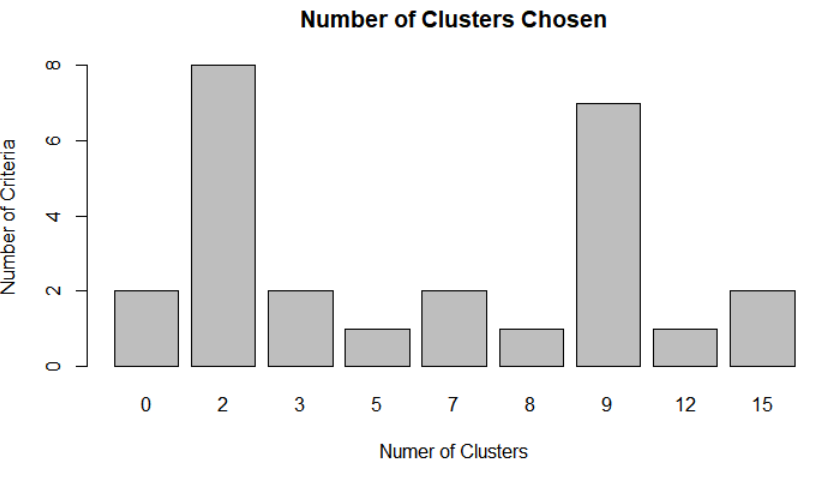 Number of Clusters Chosen
Number of Criteria
8
6
4
2
0
0 2 3 5 7 8 9 12 15
Numer of Clusters